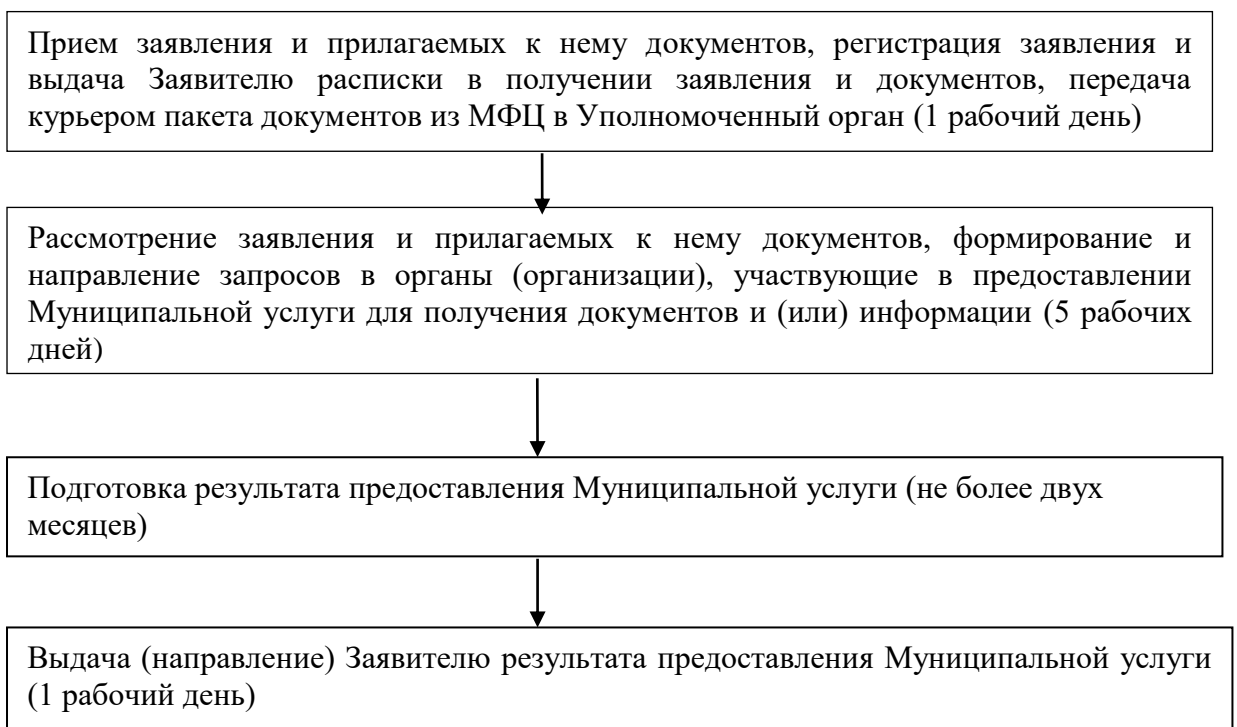 Прием заявления и прилагаемых к нему документов, регистрация заявления и
выдача Заявителю расписки в получении заявления и документов, передача
курьером пакета документов из МФЦ в Уполномоченный орган (1 рабочий день)
Рассмотрение заявления и прилагаемых к нему документов, формирование и
направление запросов в органы (организации), участвующие в предоставлении
Муниципальной услуги для получения документов и (или) информации (5 рабочих
дней)
Подготовка результата предоставления Муниципальной услуги (не более двух
месяцев)
Выдача (направление) Заявителю результата предоставления Муниципальной услуги
(1 рабочий день)